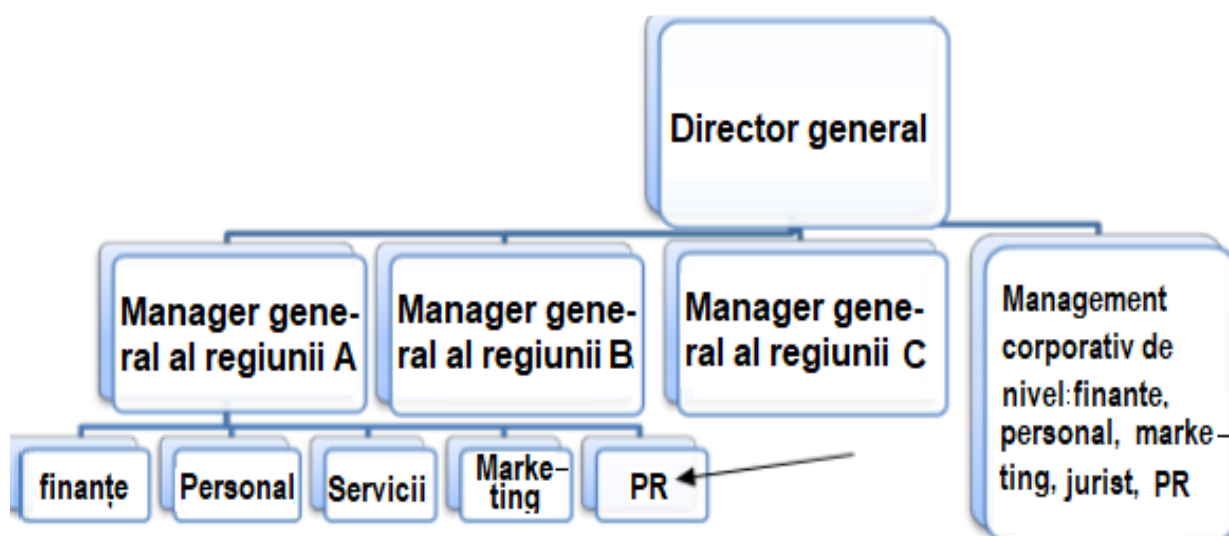 Director general
Manager gene-
ral al regiunii A
Manager gene-
ral al regiunii B
Manager gene-
ral al regiunii C
Management
corporativ de
nivel:finante,
personal, marke–
ting, jurist, PR
finanțe
Personal
Servicii
Marke–
ting
PR